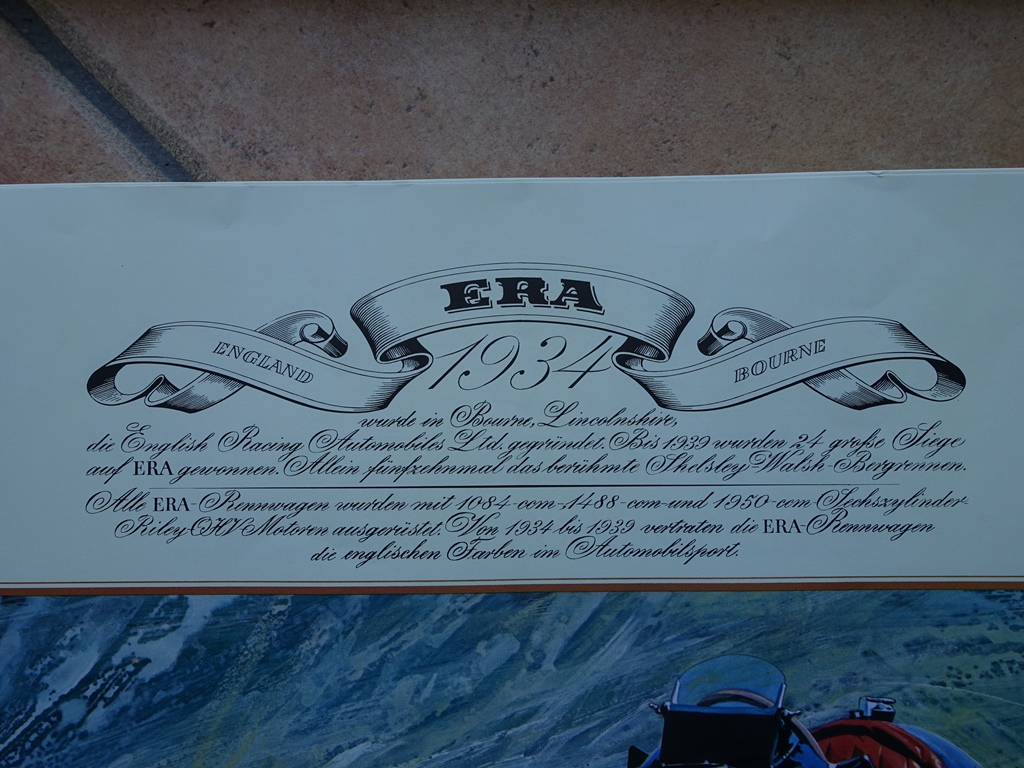 ERA
ENGLAND
1934
BOURNE
wurde in Bourne, Lincolnshire,
die English Racing Automobiles Ltd. gegründet. Bis 1939 wurden 24 große Siege
auf ERA gewonnen. Allein fünfzehnmal das berühmte Shelsley-Walsh-Bergrennen.
Alle ERA-Rennwagen wurden mit 1084-ccm-, 1488-ccm- und 1950-ccm-Sechszylinder-
Riley OHV Motoren ausgerüstet. Von 1934 bis 1939 vertraten die ERA-Rennwagen
die englischen Farben im Automobilsport.